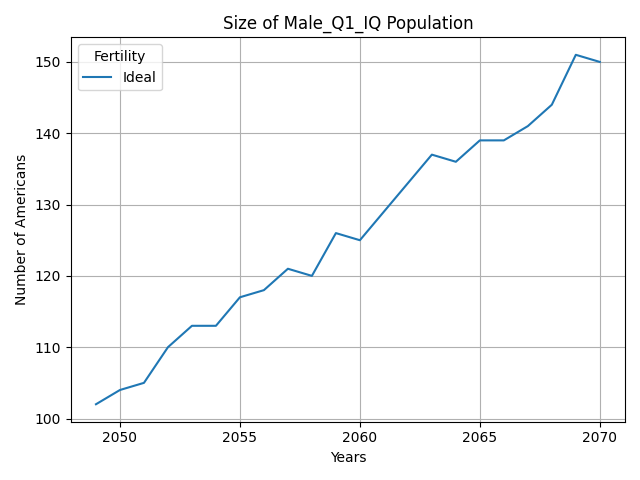 Size of Male_Q1_IQ Population
Fertility
Ideal
Number of Americans
150
140
130
120
110
100
2050
2055
2060
2065
2070
Years